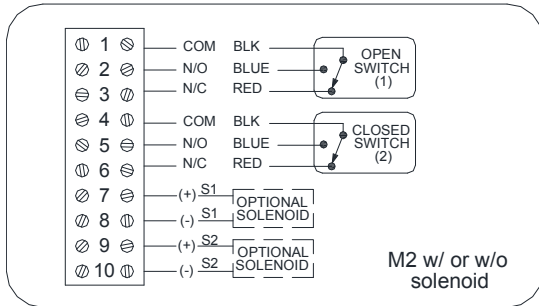 1 COM BLK
2 N/O BLUE
3 N/C RED
OPEN
SWITCH
(1)
4 COM BLK
5 N/O BLUE
6 N/C RED
CLOSED
SWITCH
(2)
7 (+) S1
8 (-) S1
OPTIONAL
SOLENOID
9 (+) S2
10 (-) S2
OPTIONAL
SOLENOID
M2 w/ or w/o
solenoid